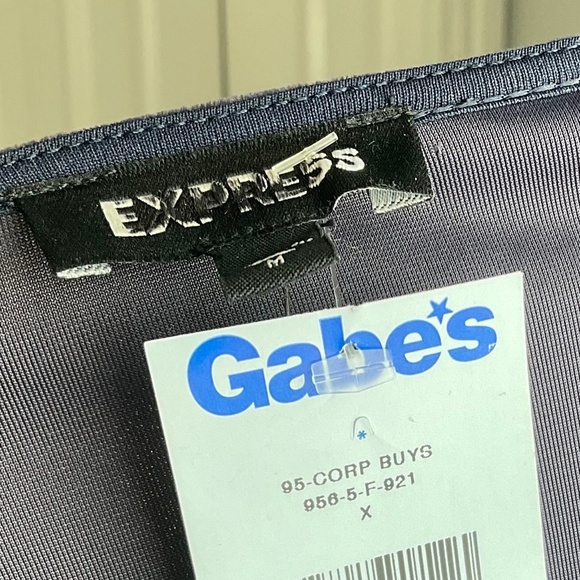 EXPRESS
M
Gabe's
*
95-CORP BUYS
956-5-F-921
X